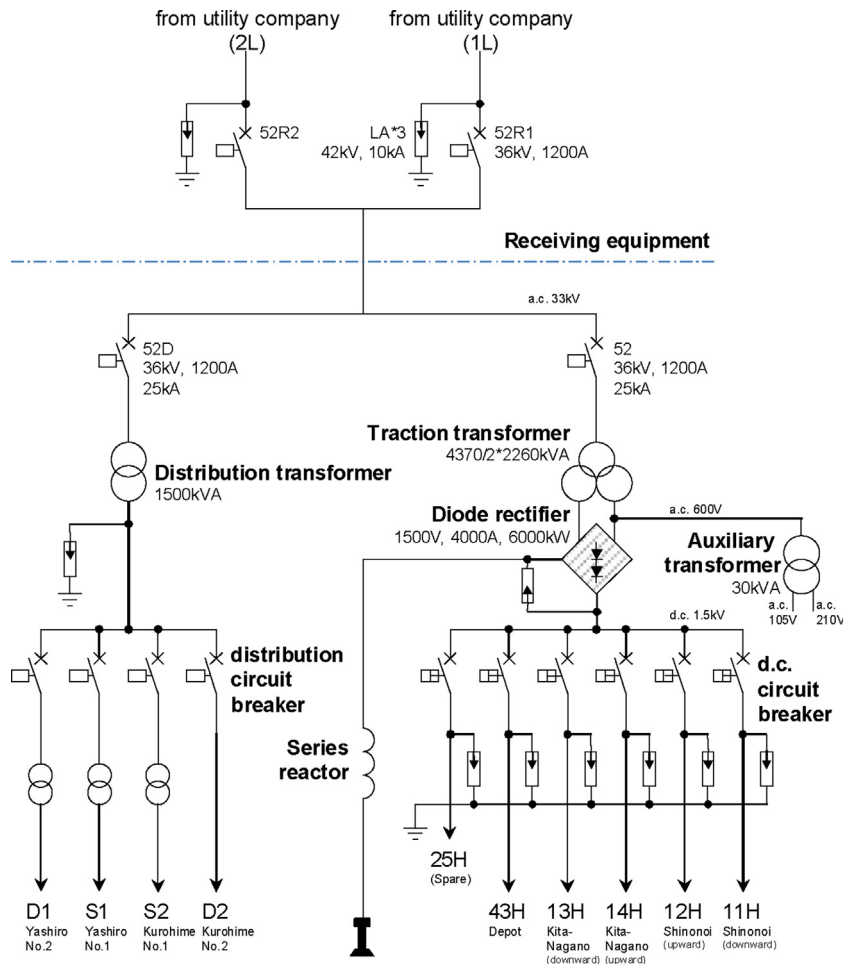 from utility company
(2L)
from utility company
(1L)
52R2
LA*3
42kV, 10kA
52R1
36kV, 1200A
Receiving equipment
a.c. 33kV
52D
36kV, 1200A
25kA
52
36kV, 1200A
25kA
Traction transformer
4370/2*2260kVA
Distribution transformer
1500kVA
Diode rectifier
1500V, 4000A, 6000kW
a.c. 600V
Auxiliary
transformer
30kVA
a.c.
105V
a.c.
210V
d.c. 1.5kV
distribution
circuit
breaker
d.c.
circuit
breaker
Series
reactor
25H
(Spare)
D1
Yashiro
No.2
S1
Yashiro
No.1
S2
Kurohime
No.1
D2
Kurohime
No.2
43H
Depot
13H
Kita-
Nagano
(downward)
14H
Kita-
Nagano
(upward)
12H
Shinonoi
(upward)
11H
Shinonoi
(downward)